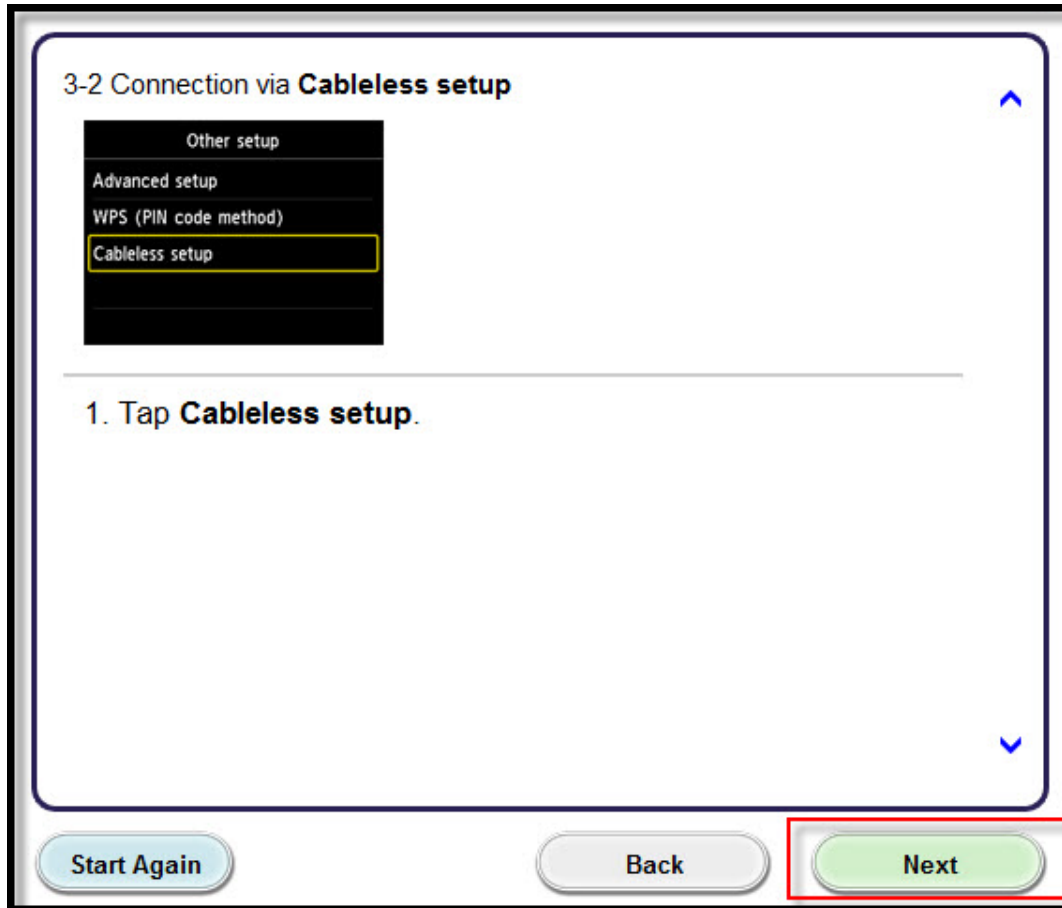 3-2 Connection via Cableless setup
Other setup
Advanced setup
WPS (PIN code method)
Cableless setup
1. Tap Cableless setup.
Start Again
Back
Next